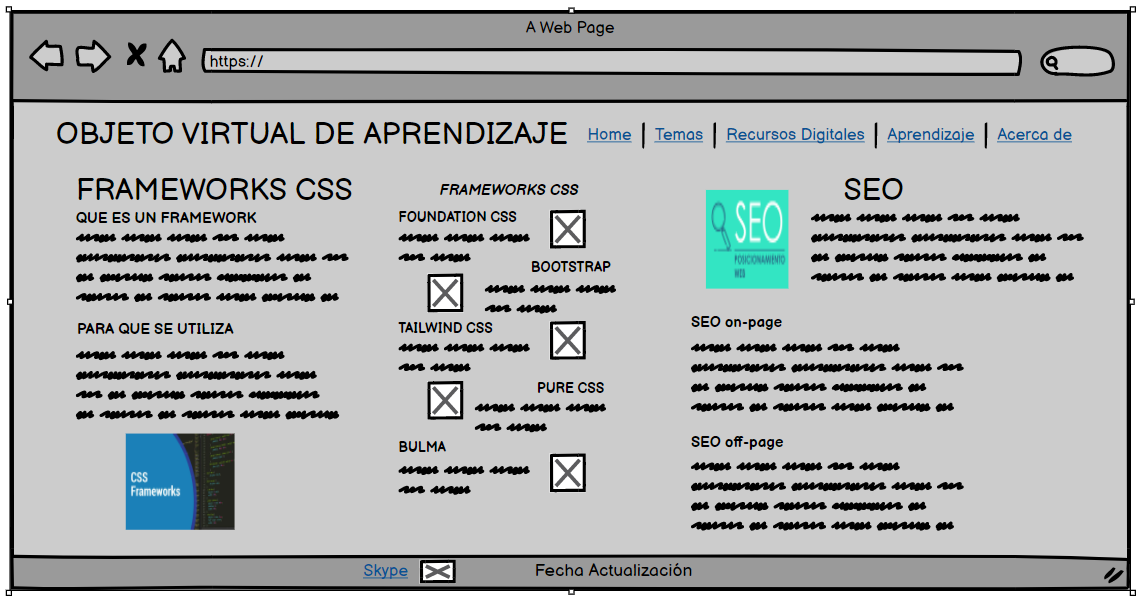 A Web Page
https://
OBJETO VIRTUAL DE APRENDIZAJE
Home | Temas | Recursos Digitales | Aprendizaje | Acerca de
FRAMEWORKS CSS
QUE ES UN FRAMEWORK
PARA QUE SE UTILIZA
CSS
Frameworks
FRAMEWORKS CSS
FOUNDATION CSS
BOOTSTRAP
TAILWIND CSS
PURE CSS
BULMA
SEO
POSICIONAMIENTO
WEB
SEO
SEO on-page
SEO off-page
Skype
Fecha Actualización